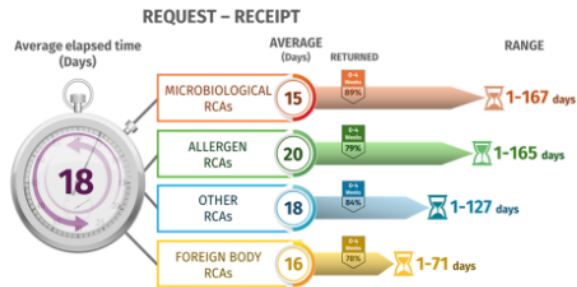 REQUEST – RECEIPT
Average elapsed time
(Days)
AVERAGE
(Days)
RETURNED
RANGE
18
MICROBIOLOGICAL
RCAs
15
0-4
Weeks
89%
1-167 days
ALLERGEN
RCAs
20
0-4
Weeks
79%
1-165 days
OTHER
RCAs
18
0-4
Weeks
84%
1-127 days
FOREIGN BODY
RCAs
16
0-4
Weeks
78%
1-71 days